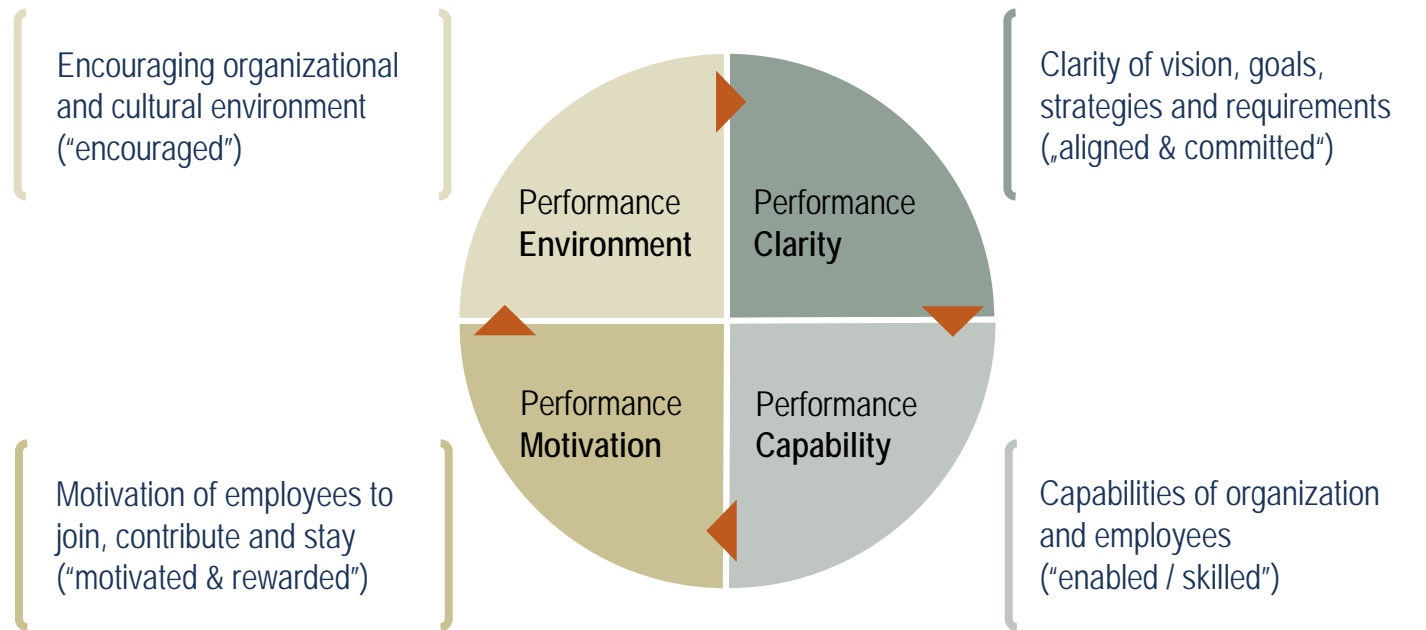 Encouraging organizational
and cultural environment
("encouraged")
Clarity of vision, goals,
strategies and requirements
(„aligned & committed“)
Performance
Environment
Performance
Clarity
Performance
Motivation
Performance
Capability
Motivation of employees to
join, contribute and stay
("motivated & rewarded")
Capabilities of organization
and employees
("enabled / skilled")